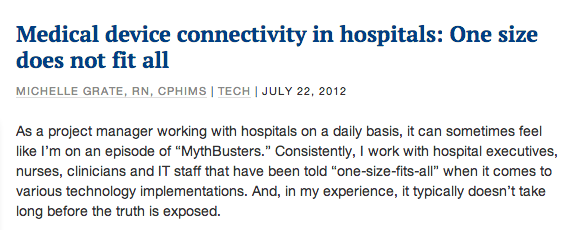 Medical device connectivity in hospitals: One size
does not fit all
MICHELLE GRATE, RN, CPHIMS | TECH | JULY 22, 2012
As a project manager working with hospitals on a daily basis, it can sometimes feel
like I'm on an episode of “MythBusters.” Consistently, I work with hospital executives,
nurses, clinicians and IT staff that have been told “one-size-fits-all” when it comes to
various technology implementations. And, in my experience, it typically doesn't take
long before the truth is exposed.